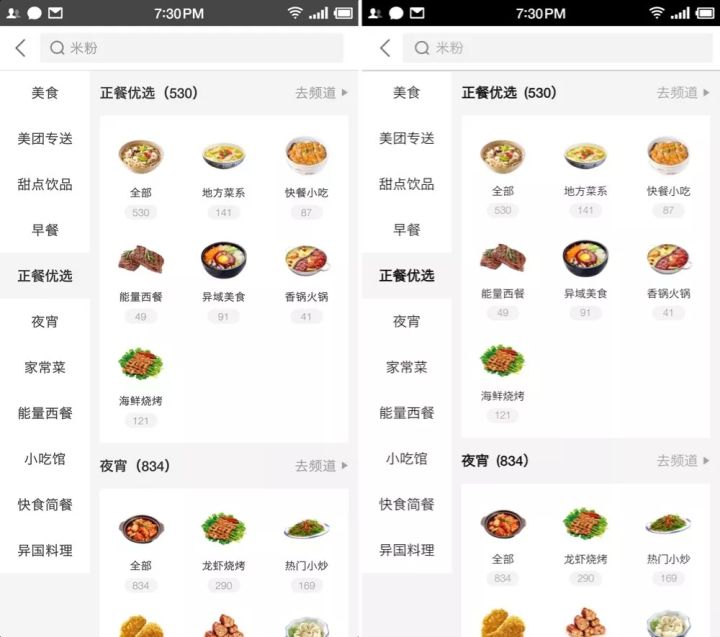 7:30PM
米粉
美食
美团专送
甜点饮品
早餐
正餐优选
夜宵
家常菜
能量西餐
小吃馆
快食简餐
异国料理
正餐优选（530）
去频道
全部
地方菜系
快餐小吃
530
141
87
能量西餐
异域美食
香锅火锅
49
91
41
海鲜烧烤
121
夜宵（834）
去频道
全部
龙虾烧烤
热门小炒
834
290
169
7:30PM
米粉
美食
美团专送
甜点饮品
早餐
正餐优选
夜宵
家常菜
能量西餐
小吃馆
快食简餐
异国料理
正餐优选 (530)
去频道
全部
地方菜系
快餐小吃
530
141
87
能量西餐
异域美食
香锅火锅
49
91
41
海鲜烧烤
121
夜宵 (834)
去频道
全部
龙虾烧烤
热门小炒
834
290
169